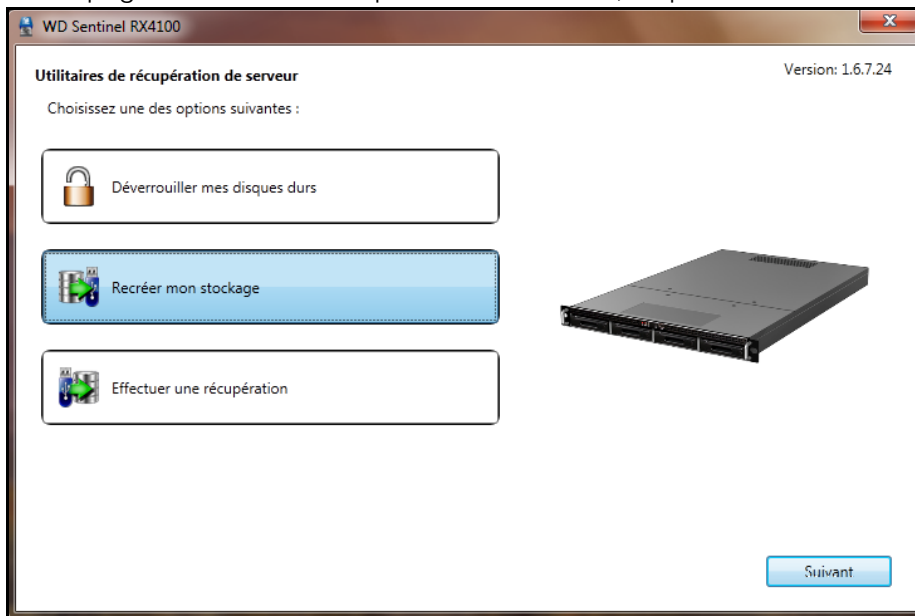 WD Sentinel RX4100
Utilitaires de récupération de serveur
Version: 1.6.7.24
Choisissez une des options suivantes :
Déverrouiller mes disques durs
Recréer mon stockage
Effectuer une récupération
Suivant